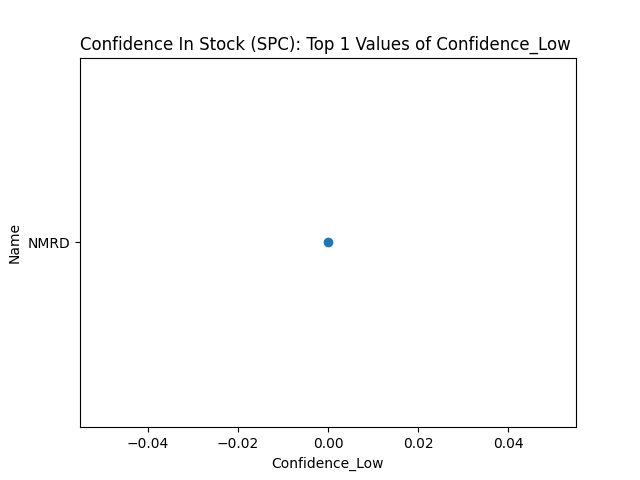 Confidence In Stock (SPC): Top 1 Values of Confidence_Low
Name
NMRD
−0.04 −0.02 0.00 0.02 0.04
Confidence_Low